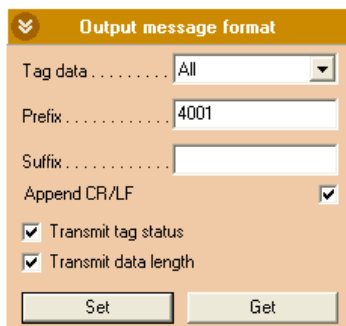 Output message format
Tag data . . . . . . . . . All
Prefix . . . . . . . . . . . . 4001
Suffix . . . . . . . . . . . .
Append CR/LF
Transmit tag status
Transmit data length
Set Get